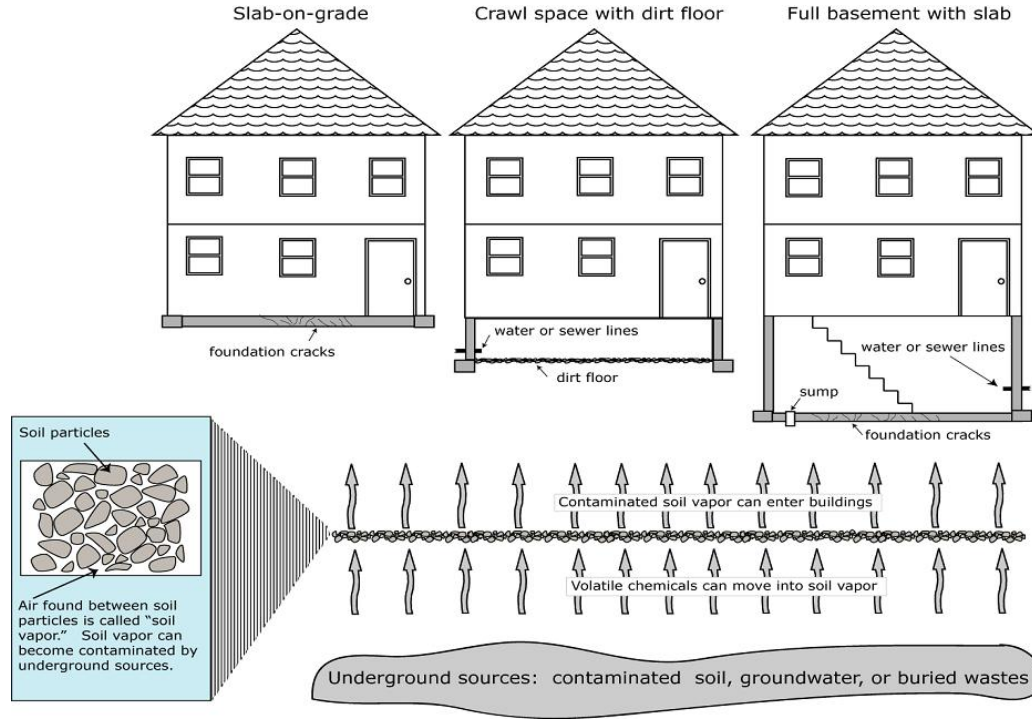 Slab-on-grade
Crawl space with dirt floor
Full basement with slab
foundation cracks
water or sewer lines
dirt floor
water or sewer lines
sump
foundation cracks
Soil particles
Air found between soil
particles is called “soil
vapor.” Soil vapor can
become contaminated by
underground sources.
Contaminated soil vapor can enter buildings
Volatile chemicals can move into soil vapor
Underground sources: contaminated soil, groundwater, or buried wastes